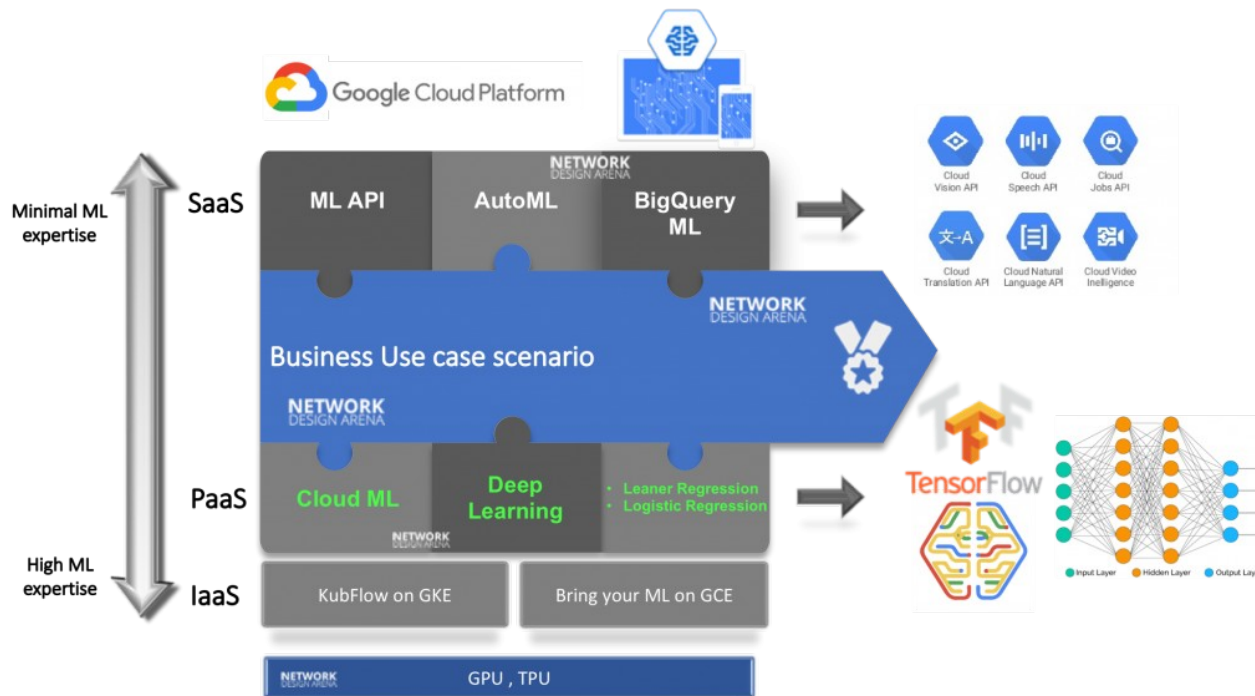 Google Cloud Platform
NETWORK
DESIGN ARENA
Minimal ML
expertise
SaaS
ML API
AutoML
BigQuery
ML
Cloud
Vision API
Cloud
Speech API
Cloud
Jobs API
文→A
Cloud
Translation API
Cloud Natural
Language API
Cloud Video
Inelligence
NETWORK
DESIGN ARENA
Business Use case scenario
NETWORK
DESIGN ARENA
PaaS
Cloud ML
Deep
Learning
• Leaner Regression
• Logistic Regression
NETWORK
DESIGN ARENA
TensorFlow
Input Layer
Hidden Layer
Output Lay
High ML
expertise
IaaS
KubFlow on GKE
Bring your ML on GCE
NETWORK
DESIGN ARENA
GPU , TPU